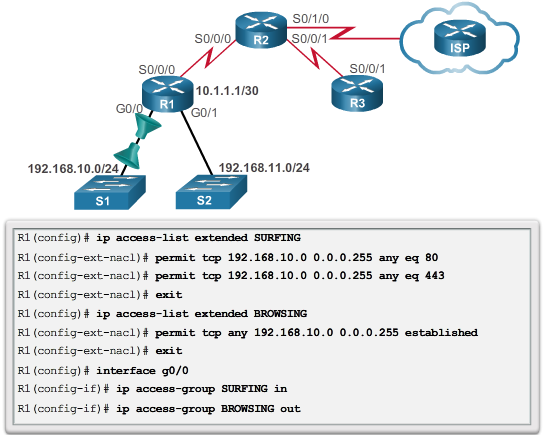 S0/1/0
R2
S0/0/0
S0/0/1
ISP
S0/0/0
10.1.1.1/30
S0/0/1
G0/0
R1
G0/1
R3
192.168.10.0/24
192.168.11.0/24
S1
S2
R1(config)# ip access-list extended SURFING
R1(config-ext-nacl)# permit tcp 192.168.10.0 0.0.0.255 any eq 80
R1(config-ext-nacl)# permit tcp 192.168.10.0 0.0.0.255 any eq 443
R1(config-ext-nacl)# exit
R1(config)# ip access-list extended BROWSING
R1(config-ext-nacl)# permit tcp any 192.168.10.0 0.0.0.255 established
R1(config-ext-nacl)# exit
R1(config)# interface g0/0
R1(config-if)# ip access-group SURFING in
R1(config-if)# ip access-group BROWSING out